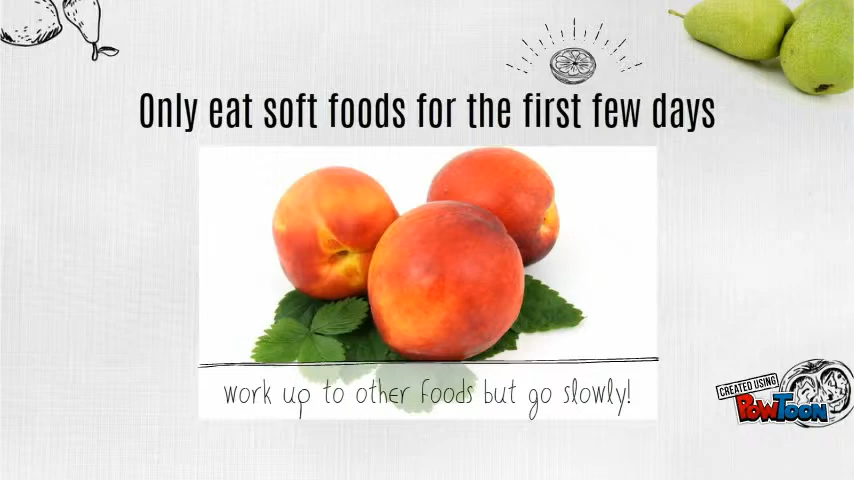 Only eat soft foods for the first few days
work up to other foods but go slowly!
CREATED USING
POWTOON